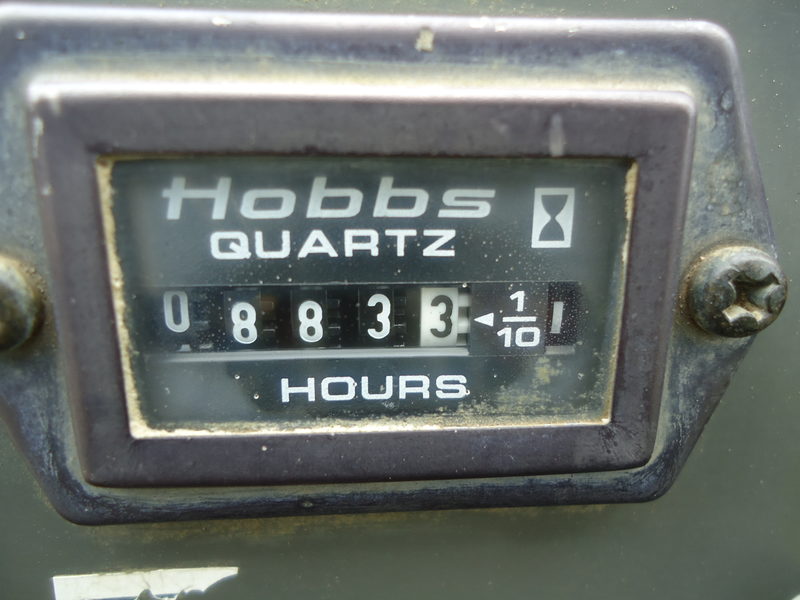 Hobbs
QUARTZ
0 8 8 3 3 ◄ 1/10
HOURS